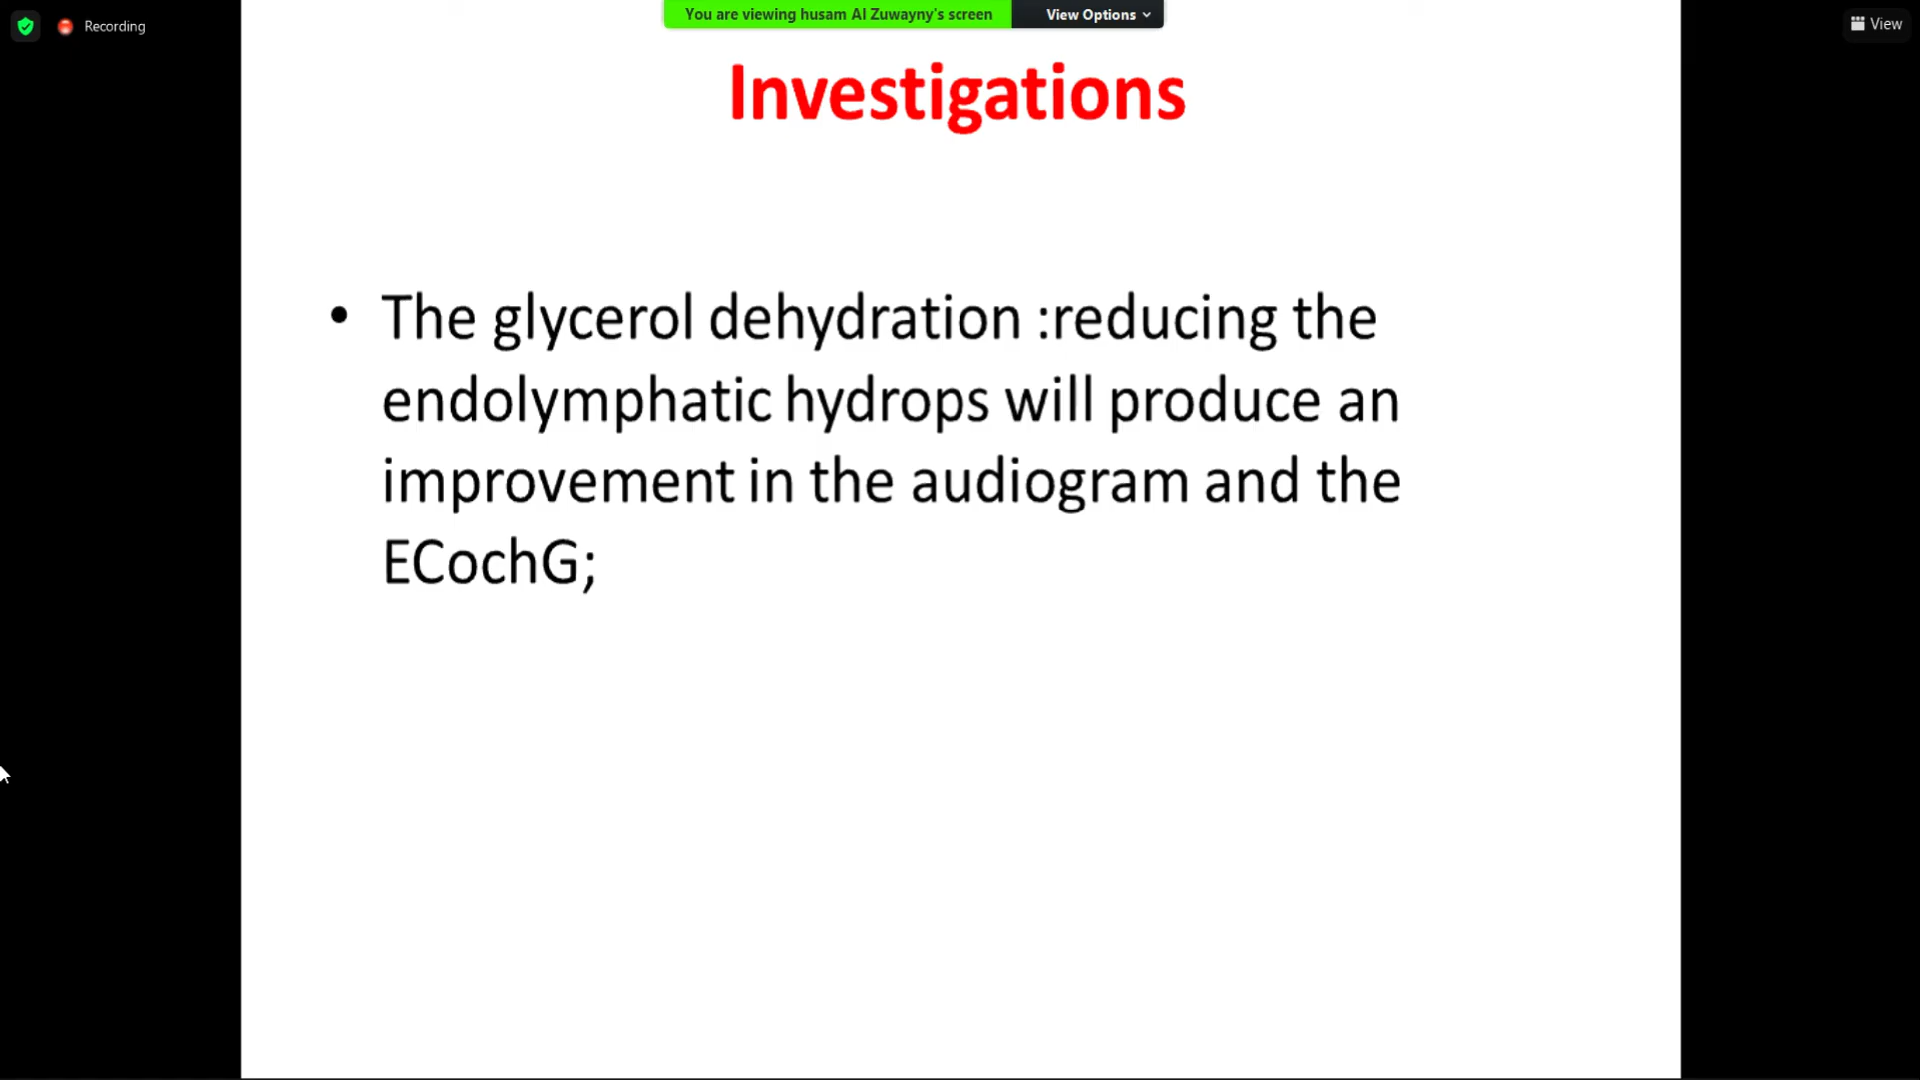 Recording
You are viewing husam Al Zuwayny's screen
View Options
View
Investigations
• The glycerol dehydration :reducing the
endolymphatic hydrops will produce an
improvement in the audiogram and the
ECochG;